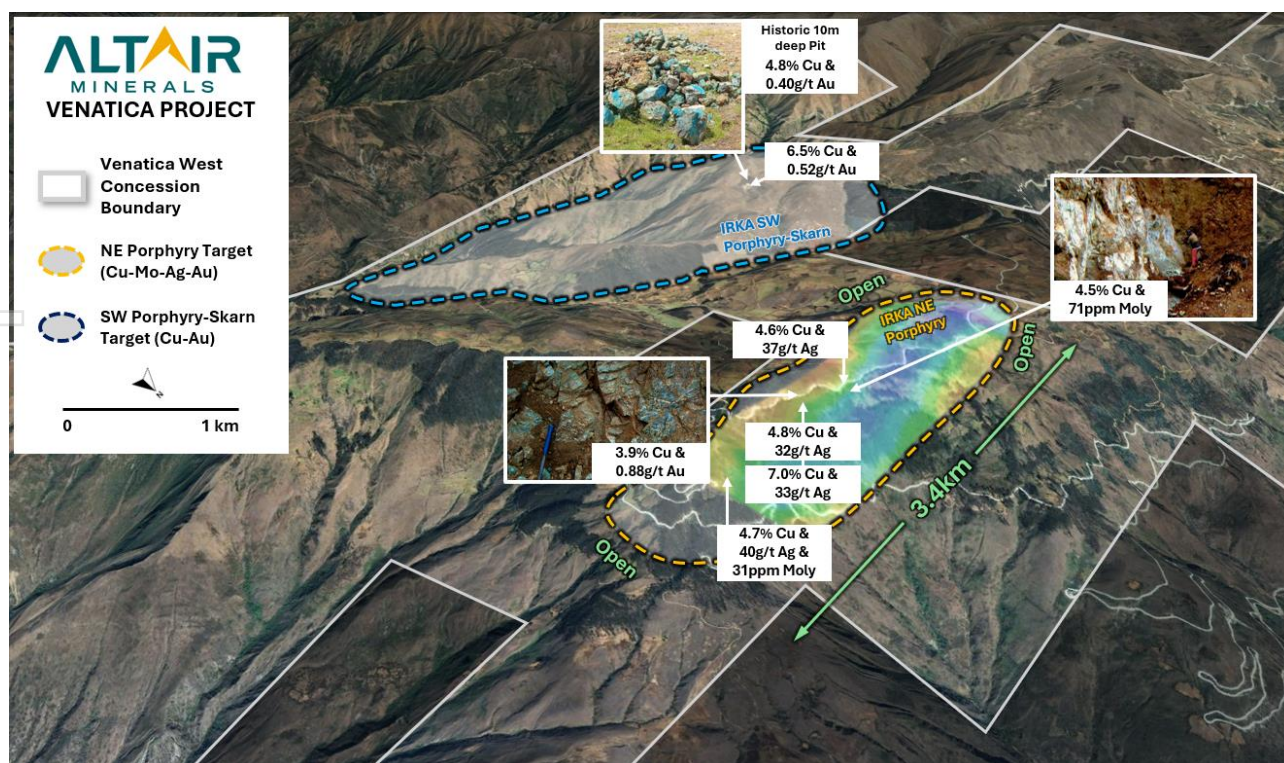 ALTAIR
MINERALS
VENATICA PROJECT
Venatica West
Concession
Boundary
NE Porphyry Target
(Cu-Mo-Ag-Au)
SW Porphyry-Skarn
Target (Cu-Au)
N
0 1 km
Historic 10m
deep Pit
4.8% Cu &
0.40g/t Au
6.5% Cu &
0.52g/t Au
IRKA SW
Porphyry-Skarn
4.5% Cu &
71ppm Moly
Open
IRKA NE
Porphyry
Open
4.6% Cu &
37g/t Ag
3.9% Cu &
0.88g/t Au
4.8% Cu &
32g/t Ag
7.0% Cu &
33g/t Ag
3.4km
4.7% Cu &
40g/t Ag &
31ppm Moly
Open